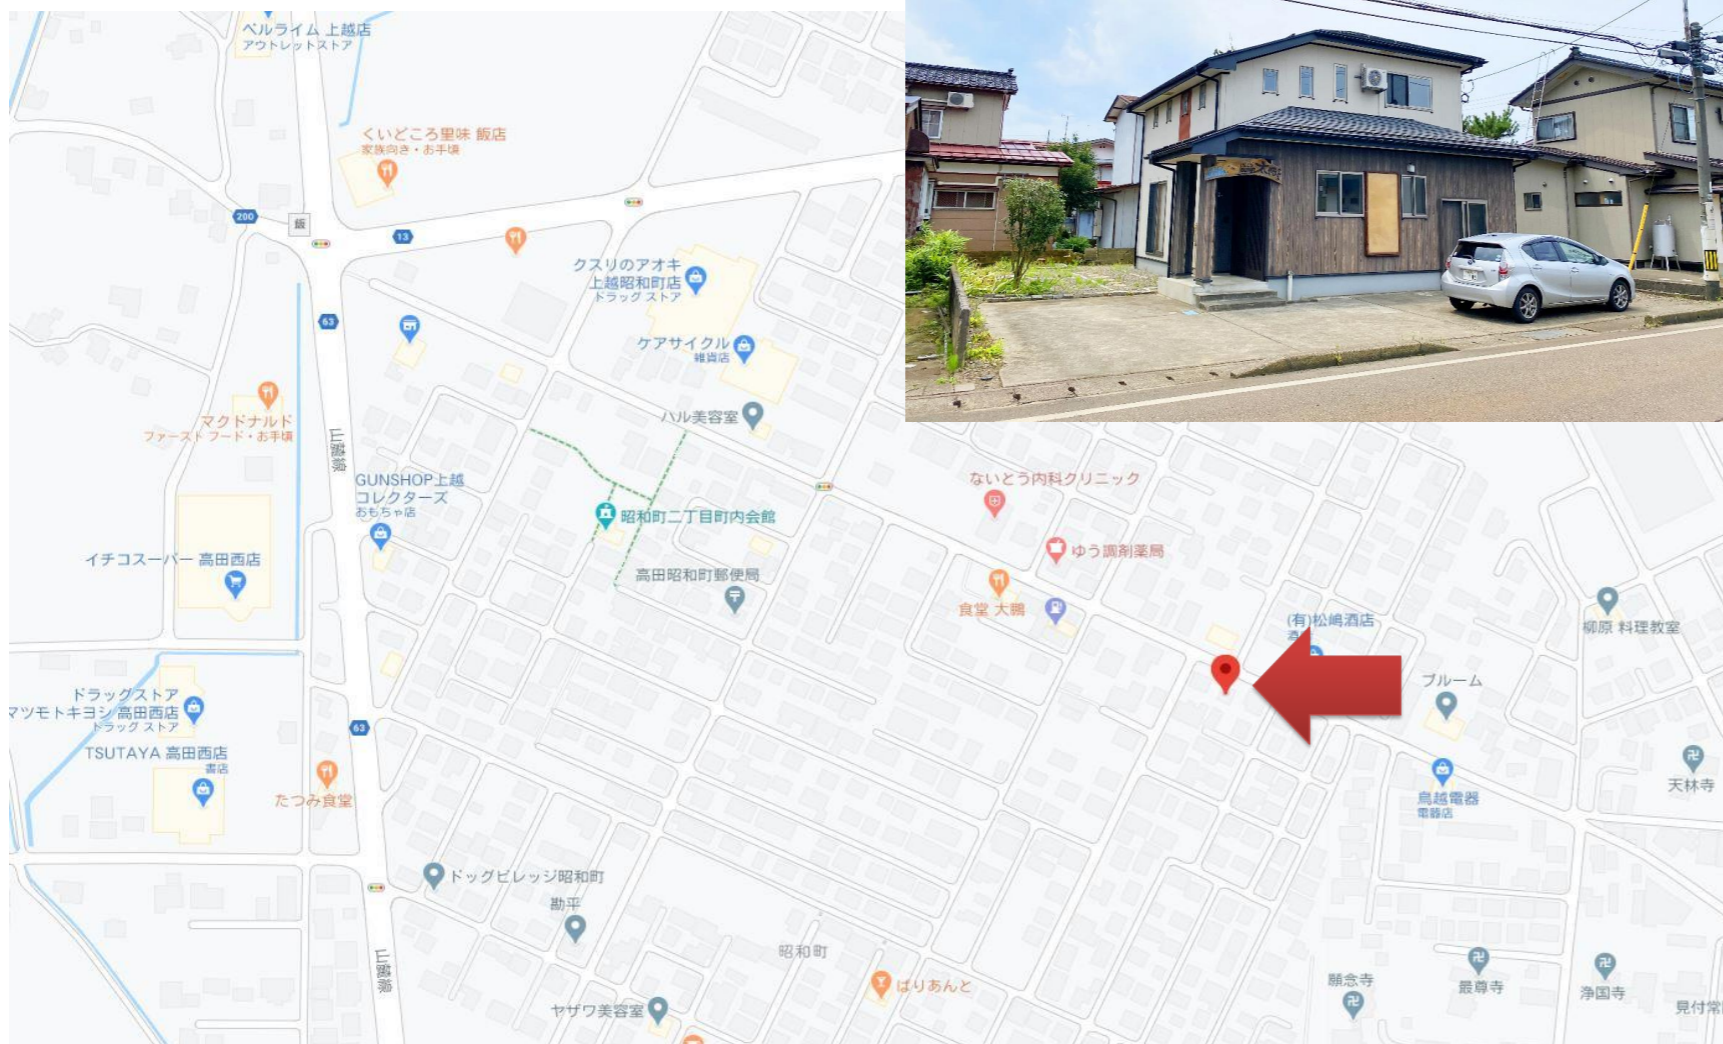 ベルライム 上越店
アウトレットストア
くいどころ里味 飯店
家族向き・お手頃
200
飯
13
クスリのアオキ
上越昭和町店
ドラッグ ストア
63
ケアサイクル
雑貨店
マクドナルド
ファースト フード・お手頃
ハル美容室
山麓線
GUNSHOP上越
コレクターズ
おもちゃ店
ないとう内科クリニック
昭和町二丁目町内会館
イチコスーパー 高田西店
ゆう調剤薬局
高田昭和町郵便局
食堂 大鵬
(有)松嶋酒店
柳原 料理教室
ドラッグストア
マツモトキヨシ 高田西店
ドラッグ ストア
ブルーム
63
TSUTAYA 高田西店
書店
たつみ食堂
天林寺
鳥越電器
電器店
ドッグビレッジ昭和町
勘平
昭和町
山麓線
ぱりあんと
願念寺
最尊寺
浄国寺
ヤザワ美容室
見付常